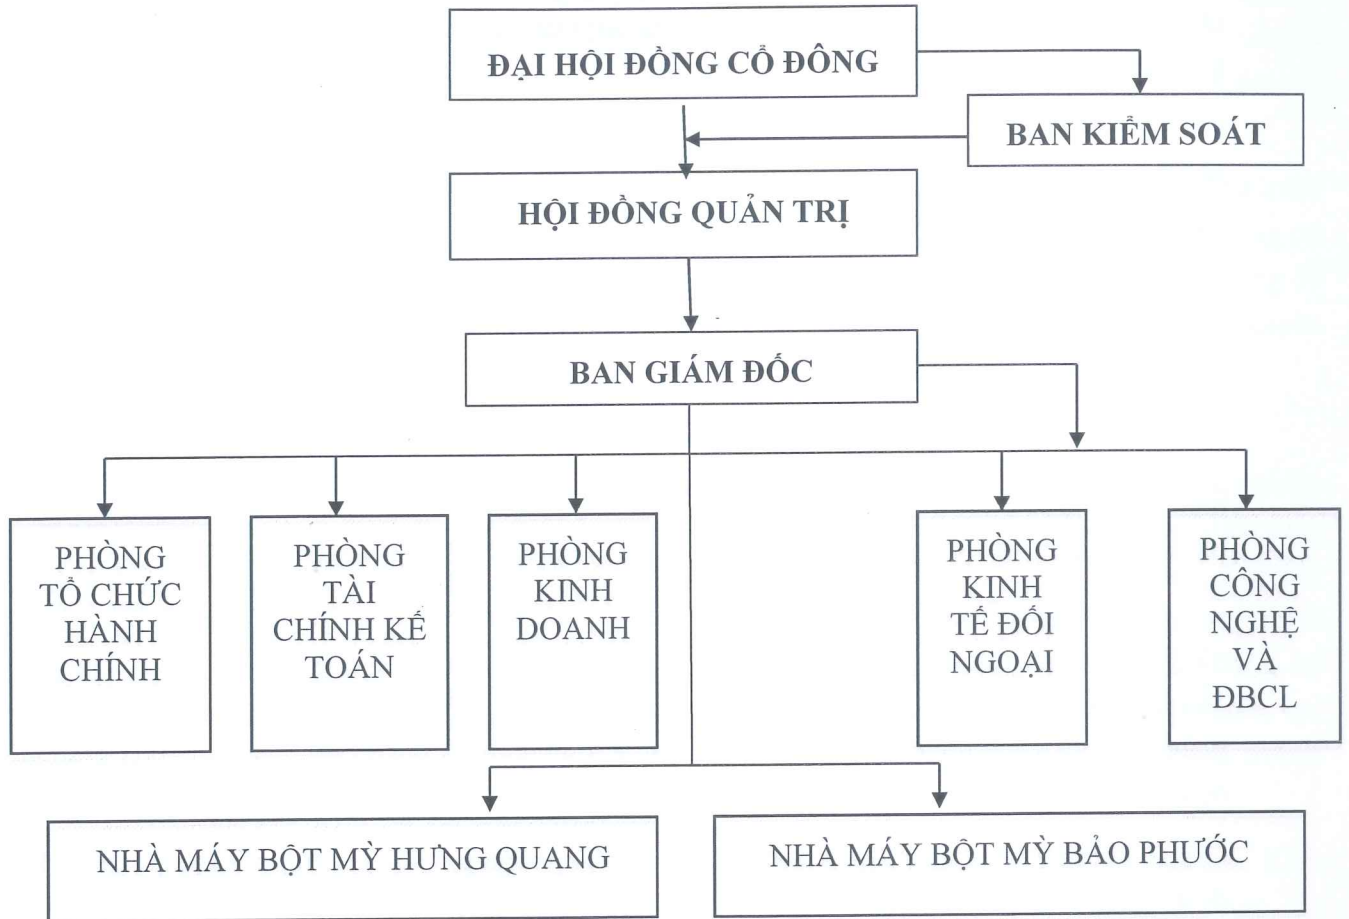 ĐẠI HỘI ĐỒNG CỔ ĐÔNG
BAN KIỂM SOÁT
HỘI ĐỒNG QUẢN TRỊ
BAN GIÁM ĐỐC
PHÒNG
TỔ CHỨC
HÀNH
CHÍNH
PHÒNG
TÀI
CHÍNH KẾ
TOÁN
PHÒNG
KINH
DOANH
PHÒNG
KINH
TẾ ĐỐI
NGOẠI
PHÒNG
CÔNG
NGHỆ
VÀ
ĐBCL
NHÀ MÁY BỘT MỲ HƯNG QUANG
NHÀ MÁY BỘT MỲ BẢO PHƯỚC